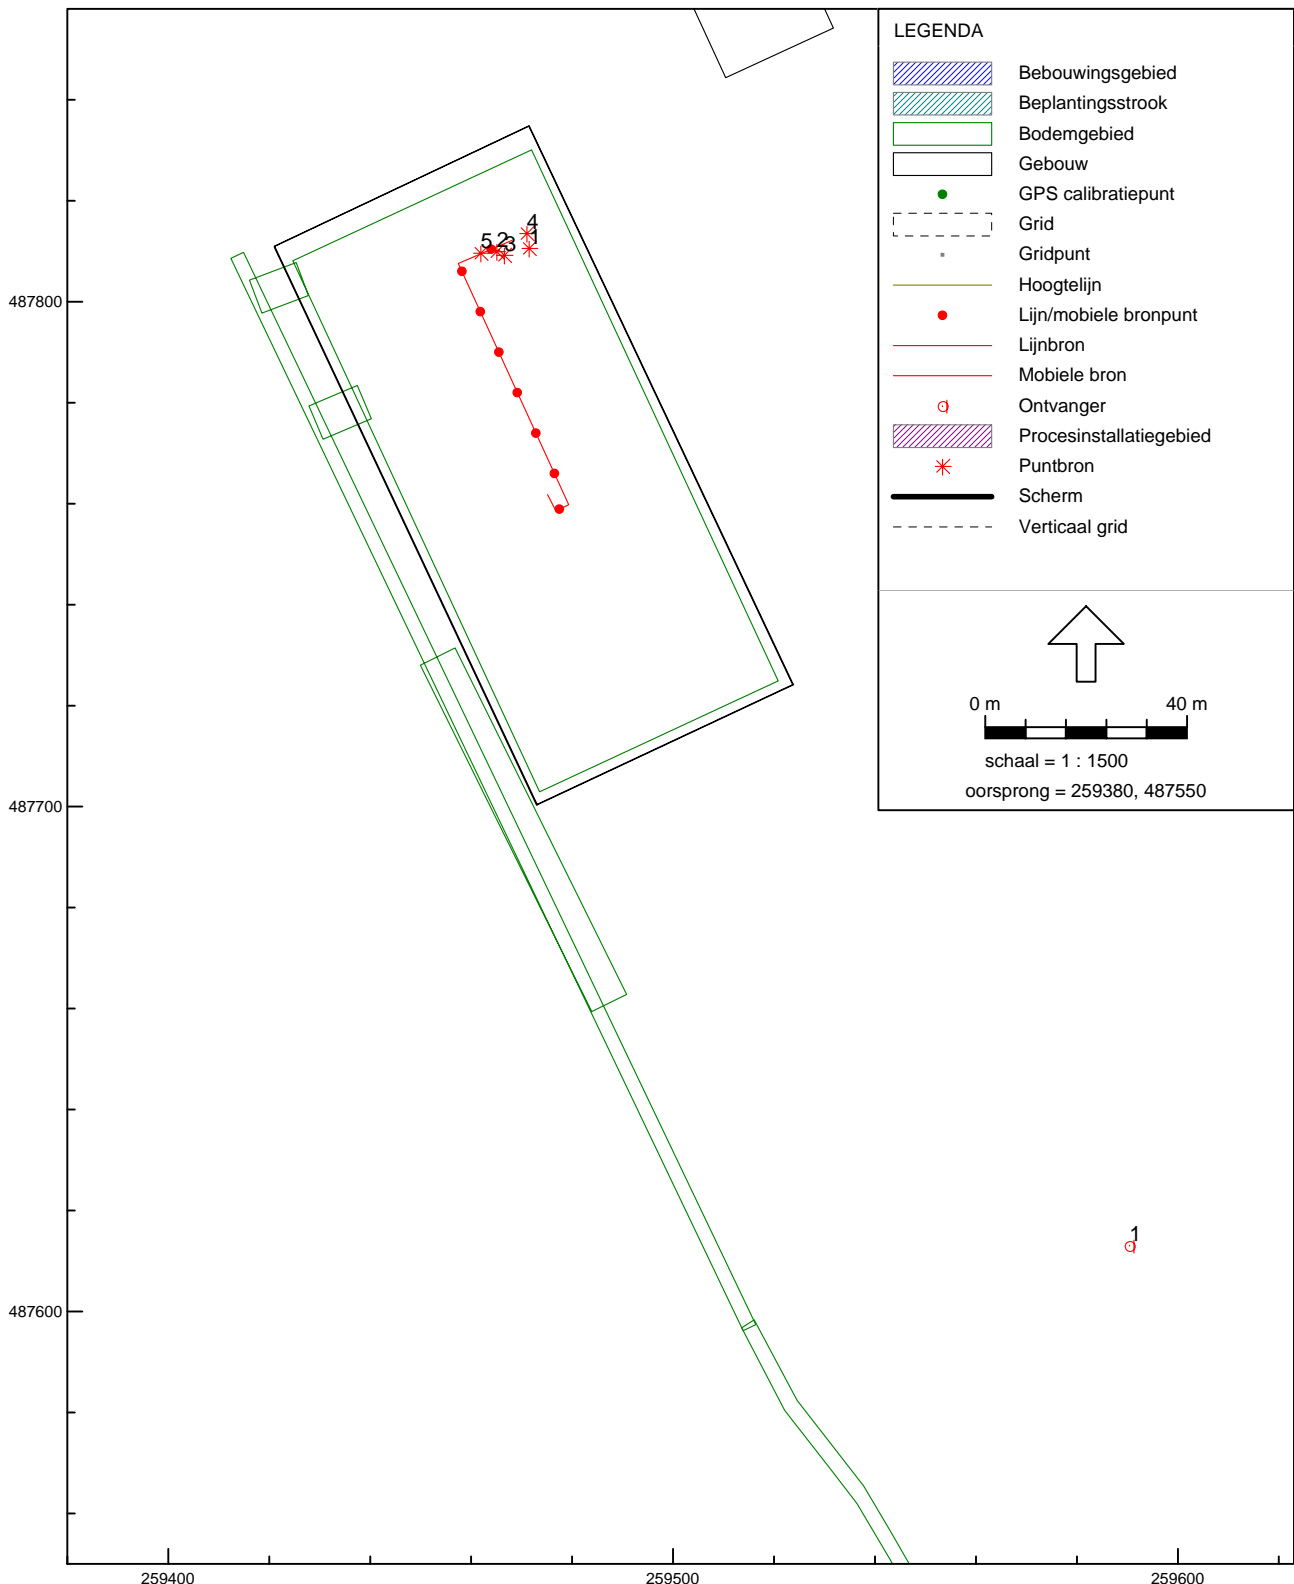 LEGENDA
Bebouwingsgebied
Beplantingsstrook
Bodemgebied
Gebouw
GPS calibratiepunt
Grid
Gridpunt
Hoogtelijn
Lijn/mobiele bronpunt
Lijnbron
Mobiele bron
Ontvanger
Procesinstallatiegebied
Puntbron
Scherm
Verticaal grid
0 m 40 m
schaal = 1 : 1500
oorsprong = 259380, 487550
4
5 2 3 1
487800
487700
1
487600
259400 259500 259600